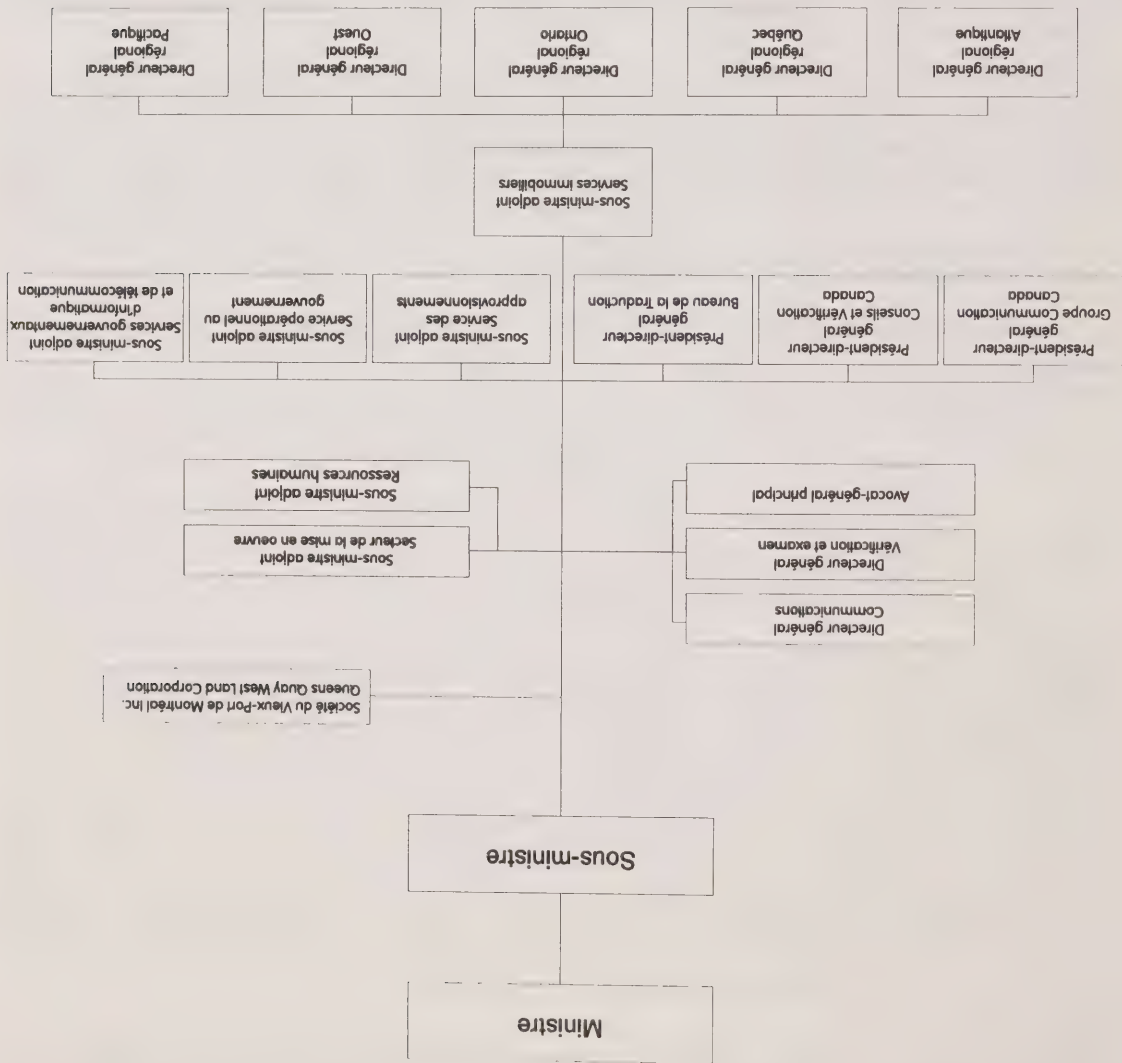 Ministre
Sous-ministre
Société du Vieux-Port de Montréal Inc.
Queens Quay West Land Corporation
Directeur général
Communications
Directeur général
Vérification et examen
Avocat-général principal
Sous-ministre adjoint
Secteur de la mise en oeuvre
Sous-ministre adjoint
Ressources humaines
Président-directeur
général
Groupe Communication
Canada
Président-directeur
général
Conseils et Vérification
Canada
Président-directeur
général
Bureau de la Traduction
Sous-ministre adjoint
Service des
approvisionnements
Sous-ministre adjoint
Service opérationnel au
gouvernement
Sous-ministre adjoint
Services gouvernementaux
d'informatique
et de télécommunication
Sous-ministre adjoint
Services immobiliers
Directeur général
régional
Atlantique
Directeur général
régional
Québec
Directeur général
régional
Ontario
Directeur général
régional
Ouest
Directeur général
régional
Pacifique